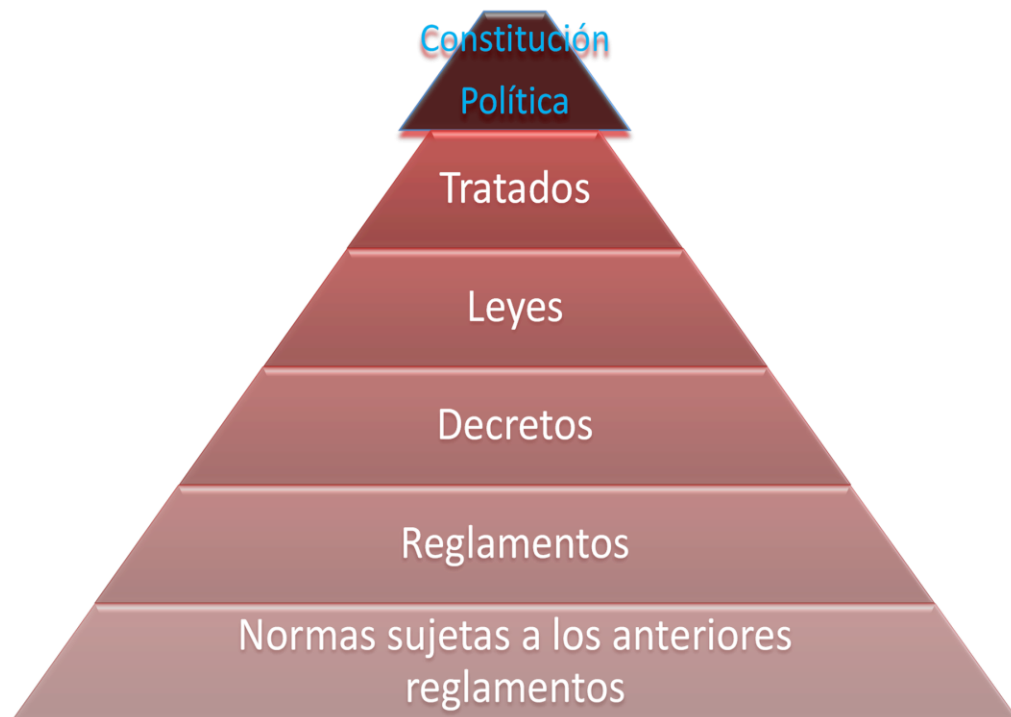 Constitución
Política
Tratados
Leyes
Decretos
Reglamentos
Normas sujetas a los anteriores
reglamentos